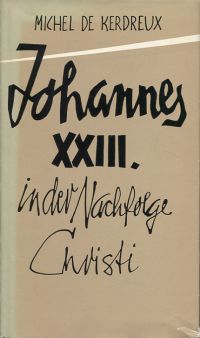 MICHEL DE KERDREUX
Johannes
XXIII.
in der Nachfolge
Christi